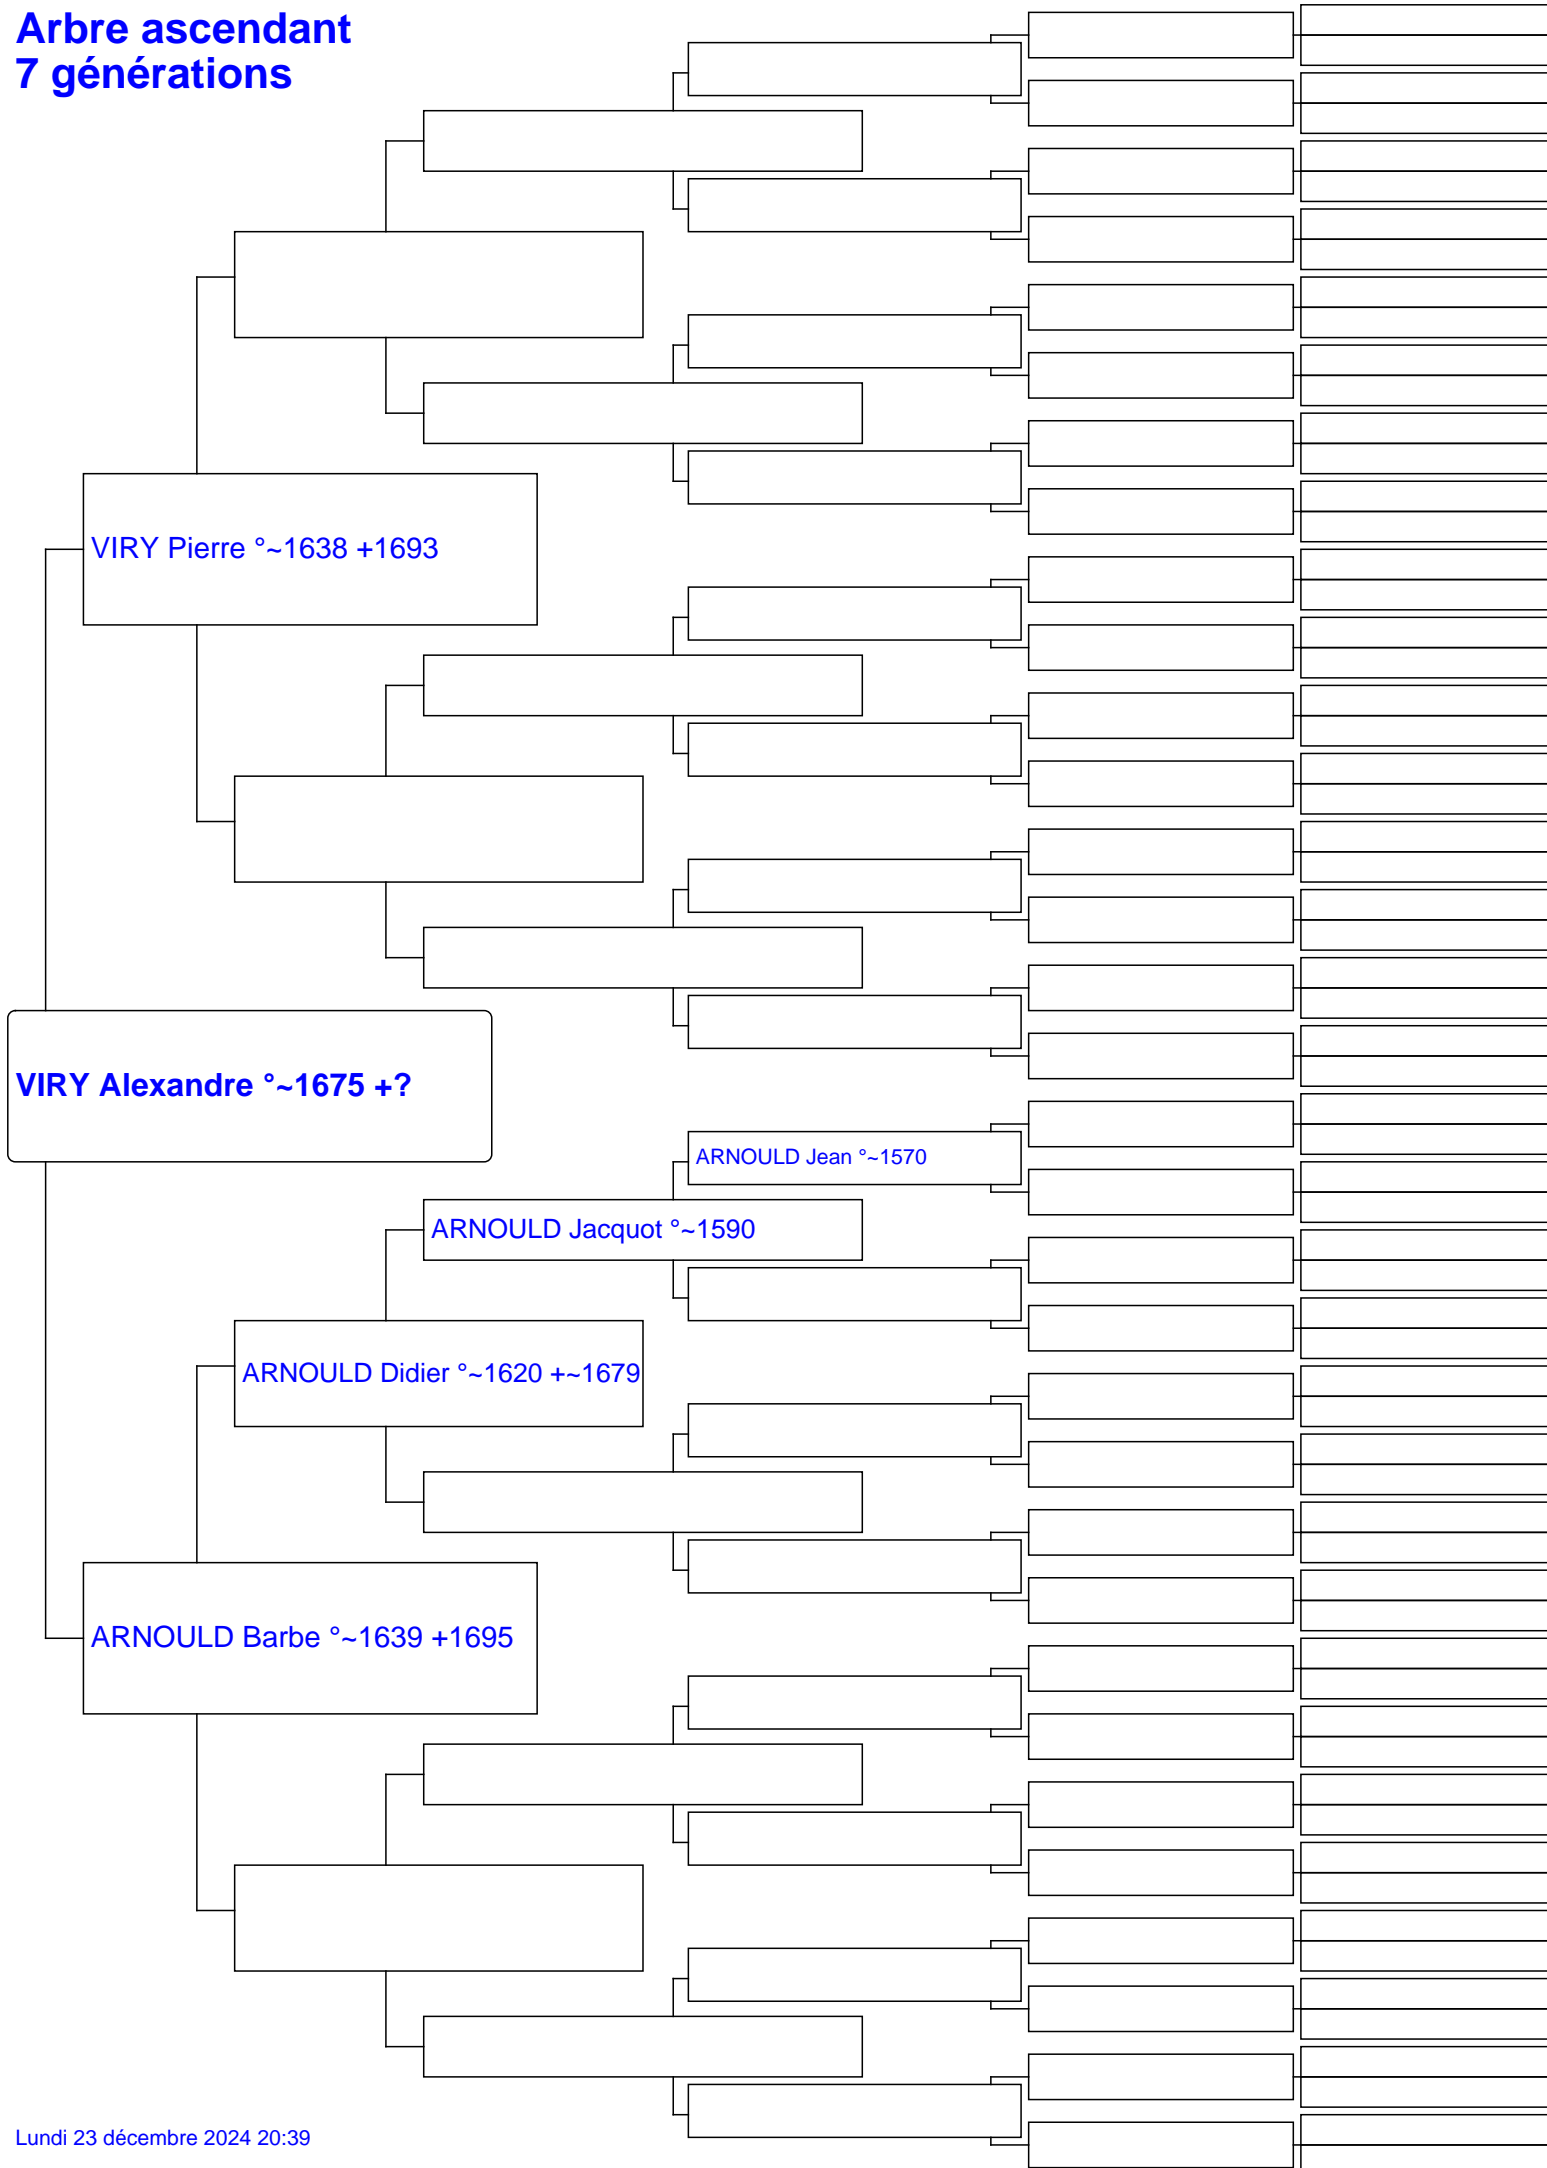 Arbre ascendant
7 générations
VIRY Pierre °~1638 +1693
VIRY Alexandre °~1675 +?
ARNOULD Jean °~1570
ARNOULD Jacquot °~1590
ARNOULD Didier °~1620 +~1679
ARNOULD Barbe °~1639 +1695
Lundi 23 décembre 2024 20:39